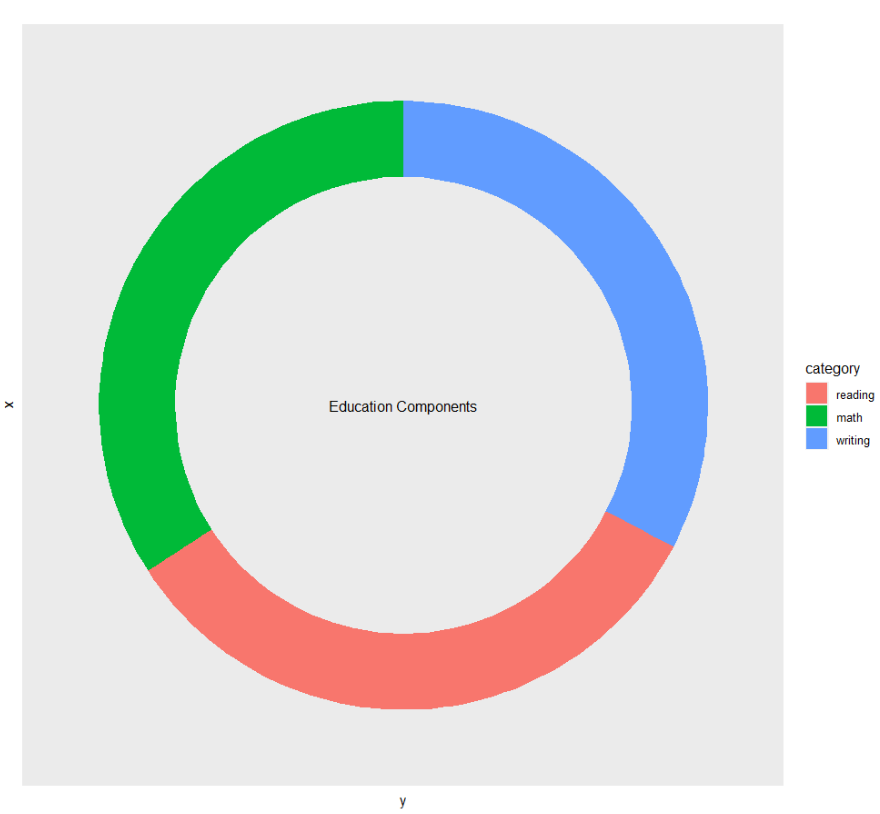 Education Components
x
y
category
reading
math
writing